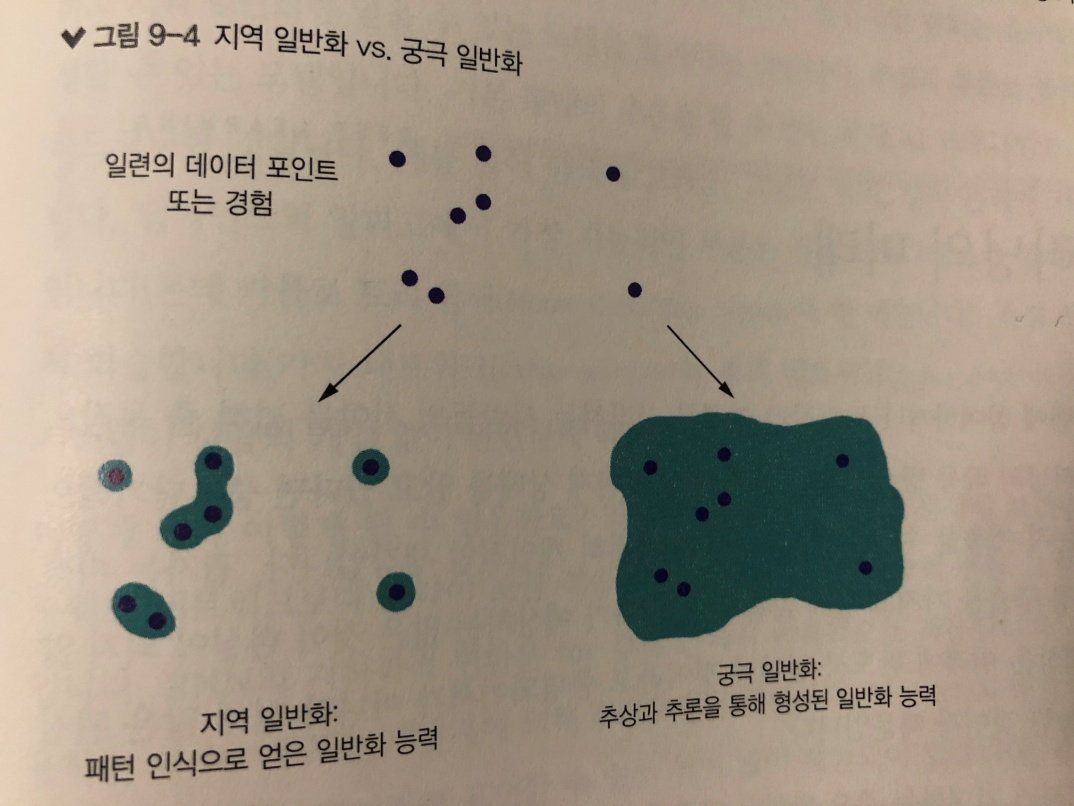 그림 9-4 지역 일반화 vs. 궁극 일반화
일련의 데이터 포인트
또는 경험
지역 일반화:
패턴 인식으로 얻은 일반화 능력
궁극 일반화:
추상과 추론을 통해 형성된 일반화 능력